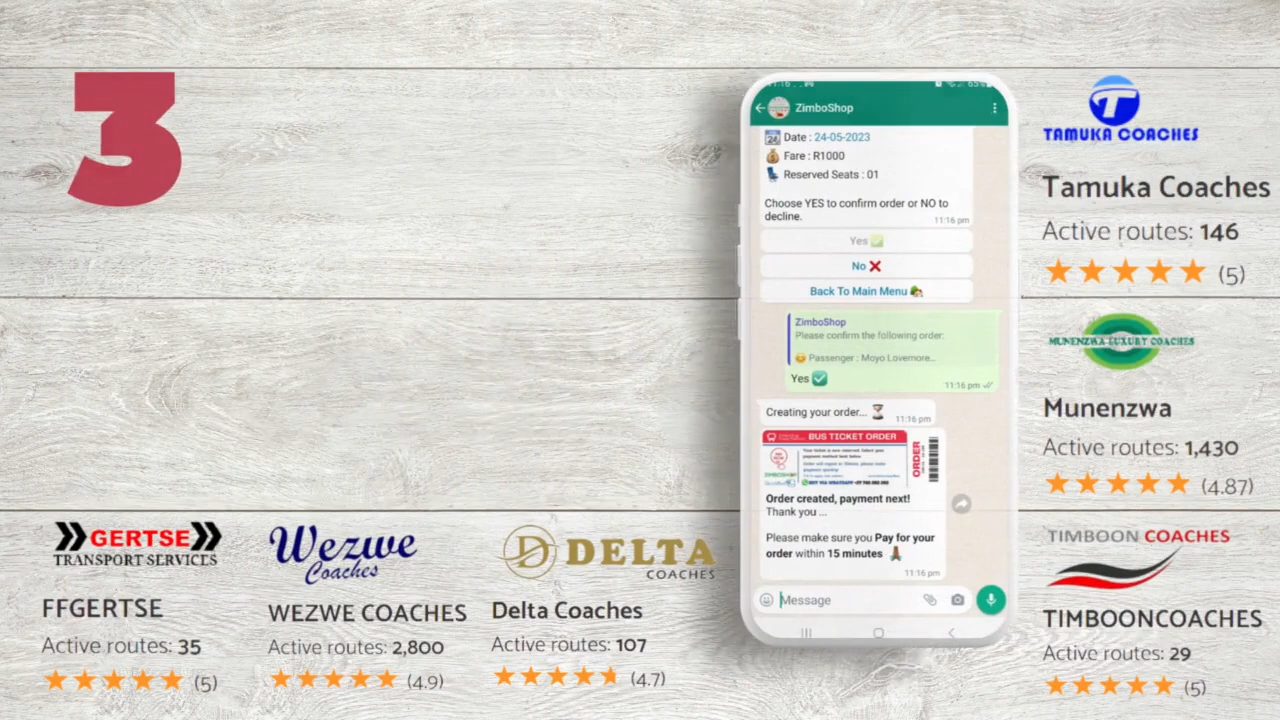 3
ZimboShop
Date : 24-05-2023
Fare : R1000
Reserved Seats : 01
Choose YES to confirm order or NO to
decline.
11:16 pm
Yes ✅
No ❌
Back To Main Menu 🏡
ZimboShop
Please confirm the following order:
Passenger : Moyo Lovemore...
Yes ✅
11:16 pm
Creating your order... ⏳
11:16 pm
BUS TICKET ORDER
ORDER
Order created, payment next!
Thank you ...
Please make sure you Pay for your
order within 15 minutes
11:16 pm
Message
TAMUKA COACHES
Tamuka Coaches
Active routes: 146
(5)
MUNENZWA LUXURY COACHES
Munenzwa
Active routes: 1,430
(4.87)
TIMBOON COACHES
TIMBOONCOACHES
Active routes: 29
(5)
GERTSE
TRANSPORT SERVICES
FFGERTSE
Active routes: 35
(5)
Wezwe
Coaches
WEZWE COACHES
Active routes: 2,800
(4.9)
DELTA
COACHES
Delta Coaches
Active routes: 107
(4.7)